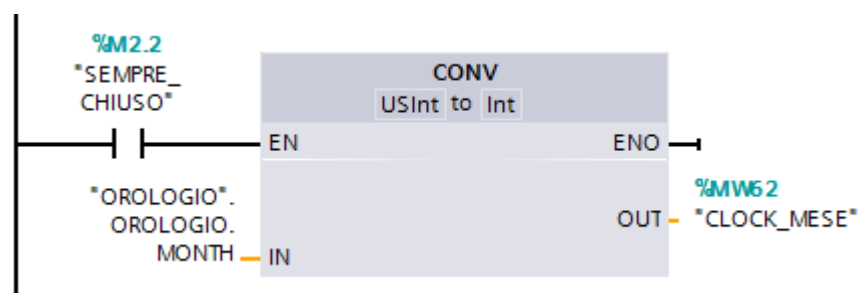 %M2.2
"SEMPRE_
CHIUSO"
CONV
USInt to Int
EN
ENO
"OROLOGIO".
OROLOGIO.
MONTH
IN
%MW62
OUT
"CLOCK_MESE"